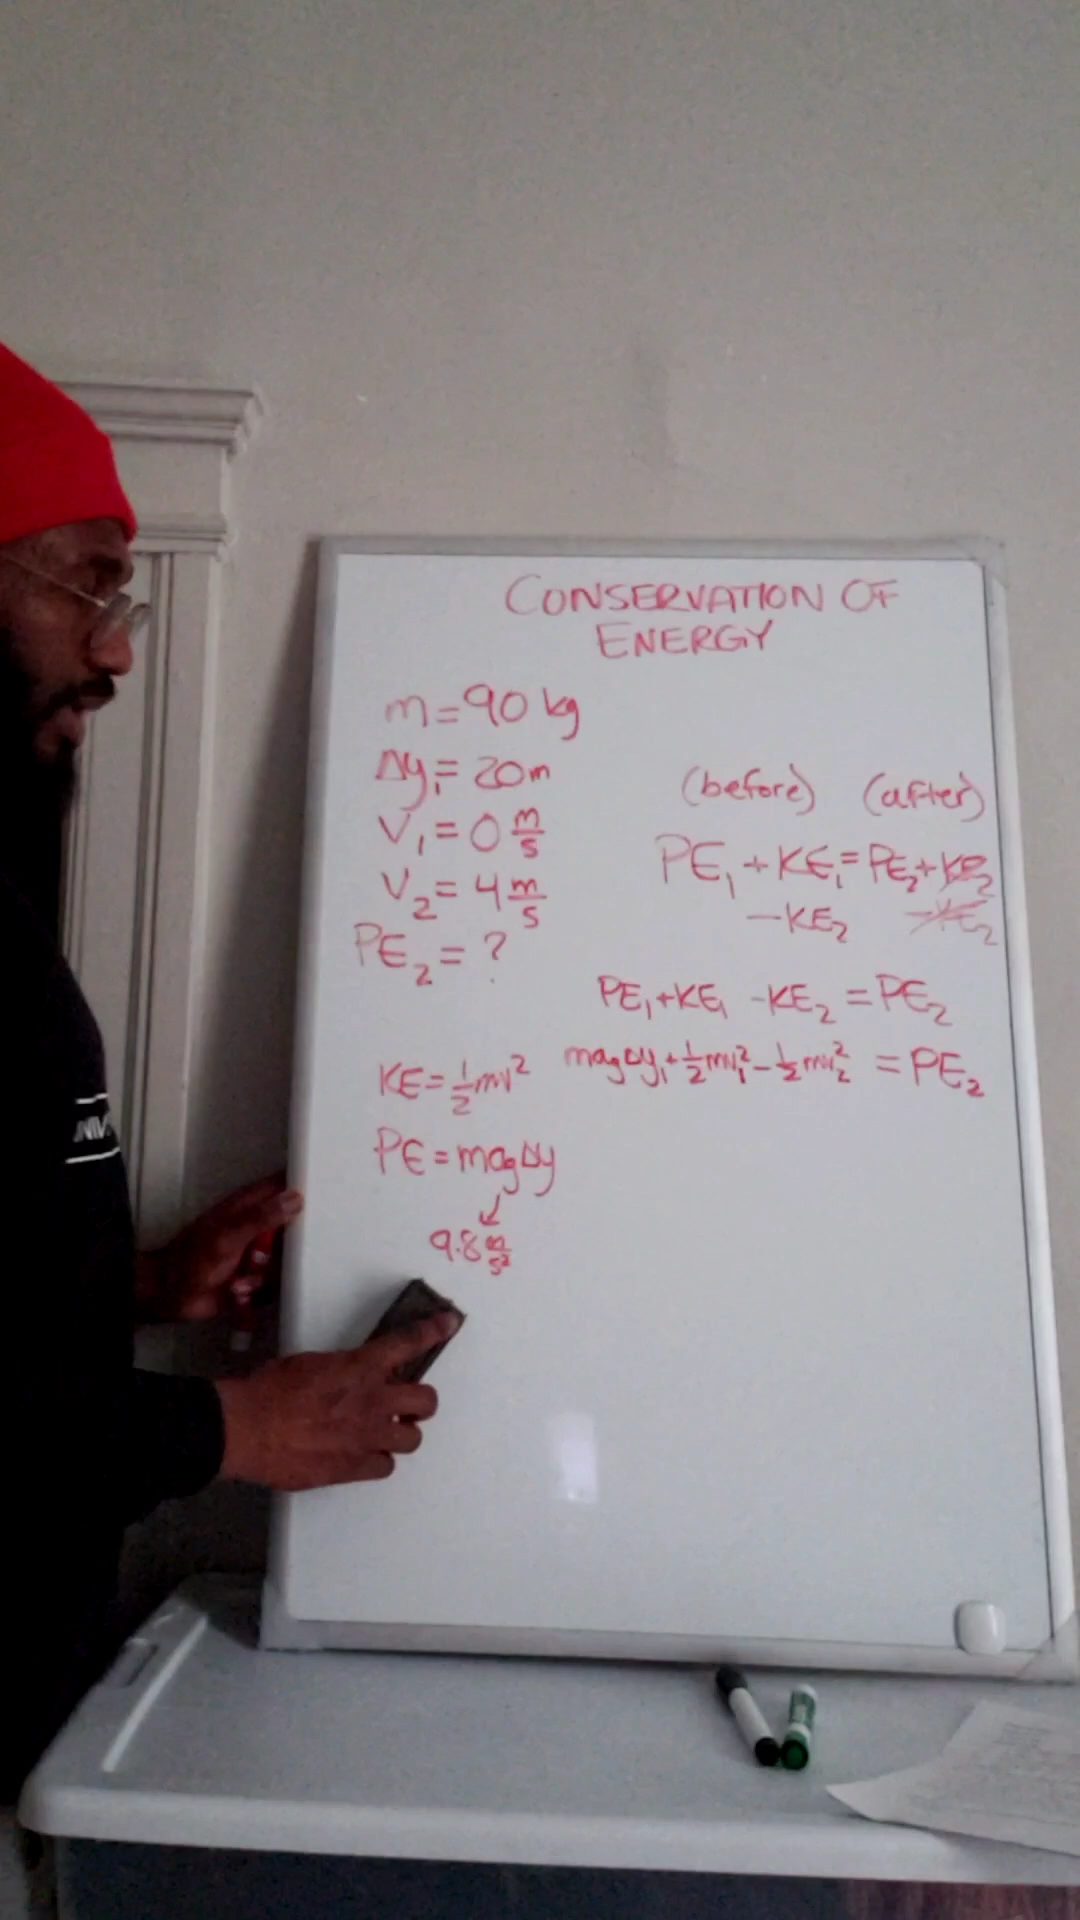 CONSERVATION OF
ENERGY
m = 90 kg
Δy₁ = 20m
V₁ = 0 m/s
V₂ = 4 m/s
PE₂ = ?
KE = ½mv²
PE = magΔy
9.8 m/s²
(before) (after)
PE₁ + KE₁ = PE₂ + KE₂
-KE₂ -KE₂
PE₁ + KE₁ - KE₂ = PE₂
magΔy₁ + ½mv₁² - ½mv₂² = PE₂